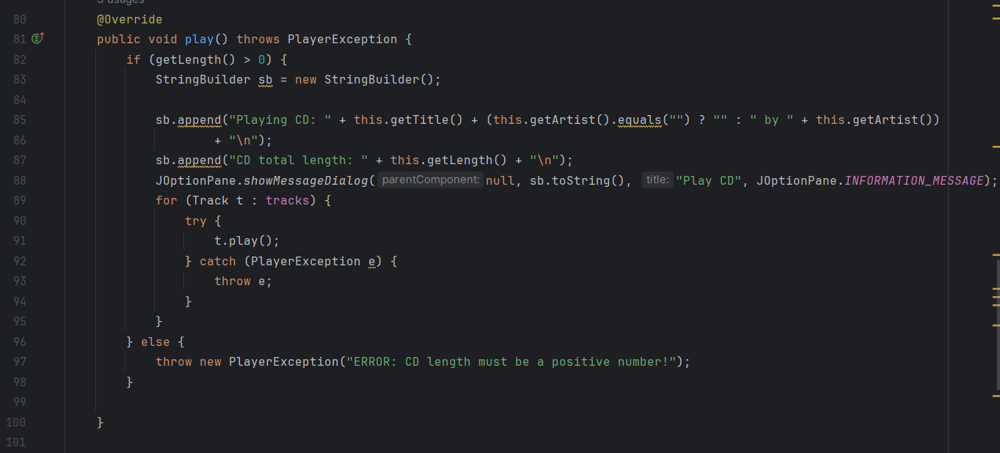 3 usages
80 @Override
81 public void play() throws PlayerException {
82 if (getLength() > 0) {
83 StringBuilder sb = new StringBuilder();
84
85 sb.append("Playing CD: " + this.getTitle() + (this.getArtist().equals("") ? "" : " by " + this.getArtist())
86 + "\n");
87 sb.append("CD total length: " + this.getLength() + "\n");
88 JOptionPane.showMessageDialog( parentComponent: null, sb.toString(), title: "Play CD", JOptionPane.INFORMATION_MESSAGE);
89 for (Track t : tracks) {
90 try {
91 t.play();
92 } catch (PlayerException e) {
93 throw e;
94 }
95 }
96 } else {
97 throw new PlayerException("ERROR: CD length must be a positive number!");
98 }
99
100 }
101